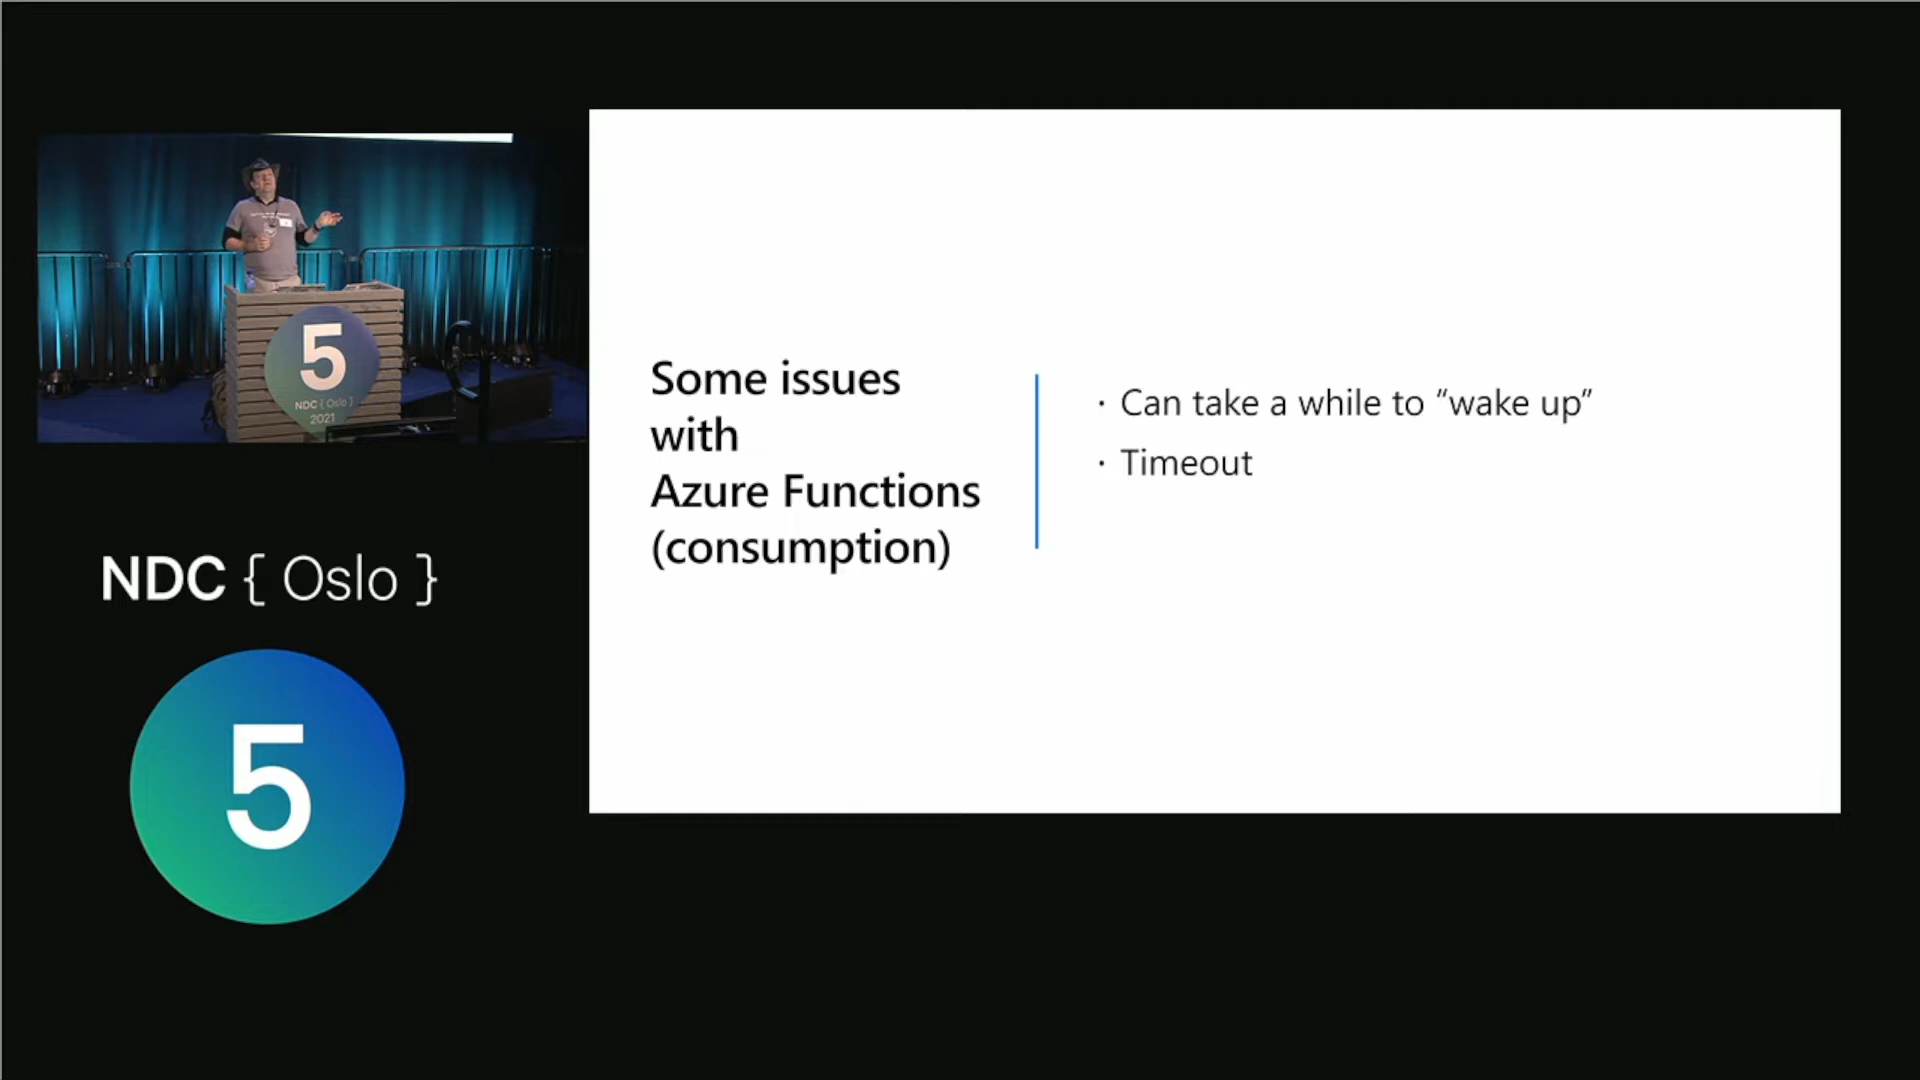 5
NDC { Oslo }
2021
NDC { Oslo }
5
Some issues
with
Azure Functions
(consumption)
· Can take a while to “wake up”
· Timeout